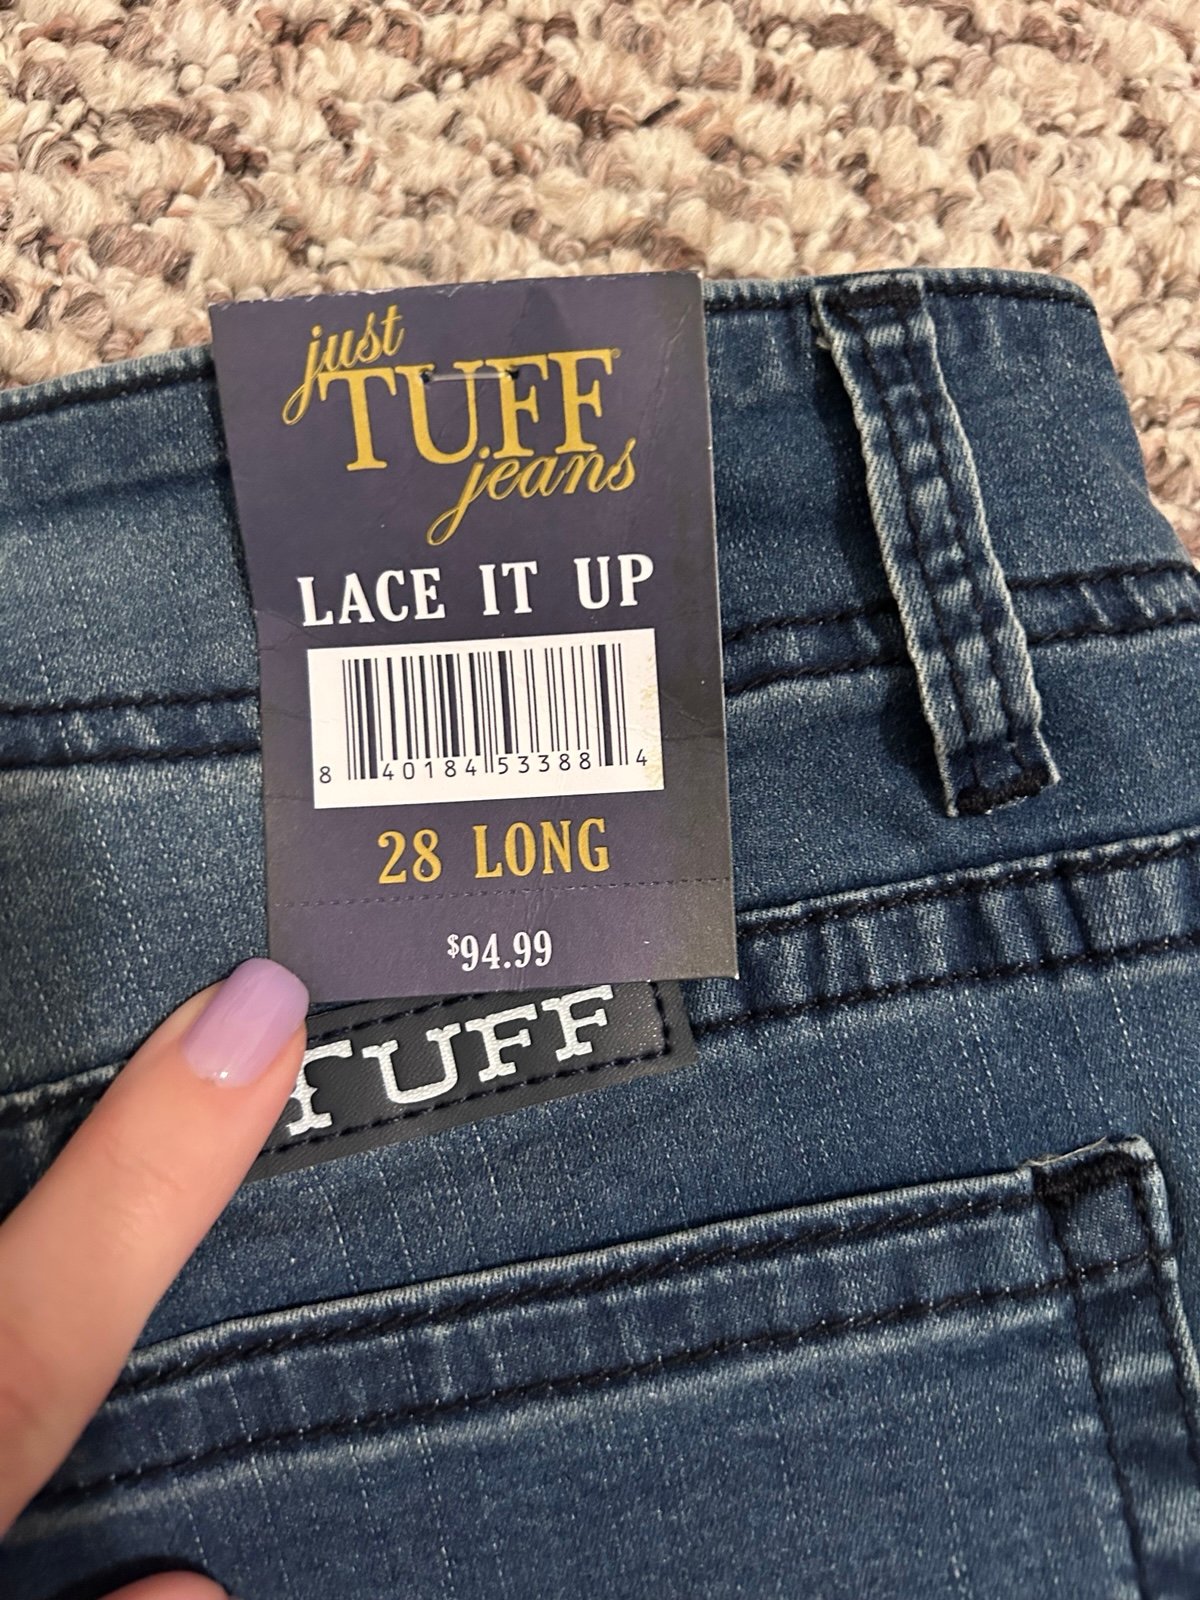 just
TUFF
jeans
LACE IT UP
8 40184 53388 4
28 LONG
$94.99
TUFF